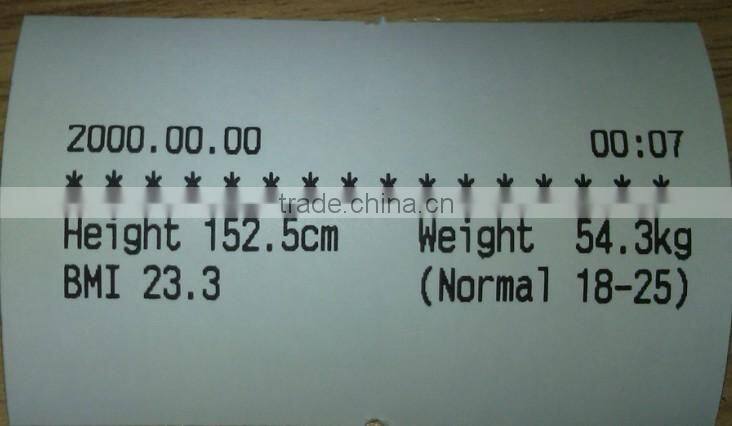 2000.00.00 00:07
* * * * * * * * * * * * * * * *
trade.china.cn
Height 152.5cm Weight 54.3kg
BMI 23.3 (Normal 18-25)